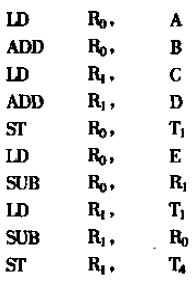 LD R₀, A
ADD R₀, B
LD R₁, C
ADD R₁, D
ST R₀, T₁
LD R₀, E
SUB R₀, R₁
LD R₁, T₁
SUB R₁, R₀
ST R₁, T₄